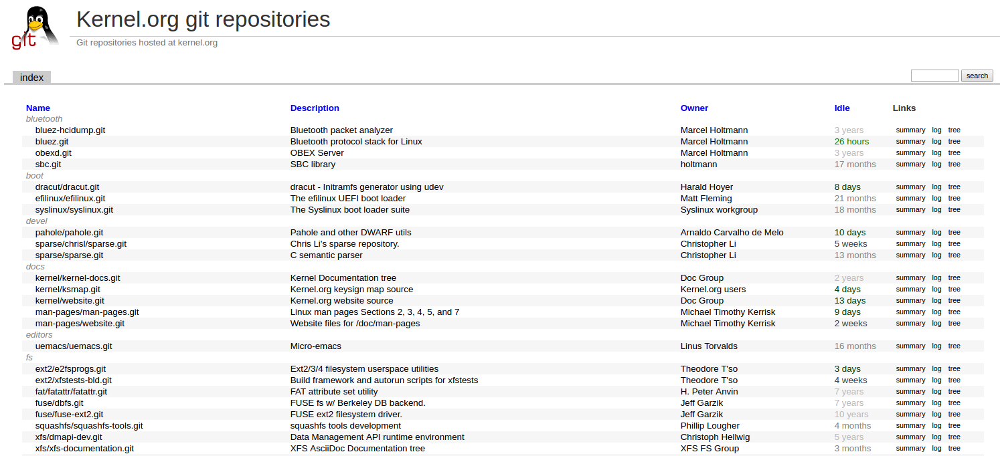 git
Kernel.org git repositories
Git repositories hosted at kernel.org
index search
Name Description Owner Idle Links
bluetooth
bluez-hcidump.git Bluetooth packet analyzer Marcel Holtmann 3 years summary log tree
bluez.git Bluetooth protocol stack for Linux Marcel Holtmann 26 hours summary log tree
obexd.git OBEX Server Marcel Holtmann 3 years summary log tree
sbc.git SBC library holtmann 17 months summary log tree
boot
dracut/dracut.git dracut - Initramfs generator using udev Harald Hoyer 8 days summary log tree
efilinux/efilinux.git The efilinux UEFI boot loader Matt Fleming 21 months summary log tree
syslinux/syslinux.git The Syslinux boot loader suite Syslinux workgroup 18 months summary log tree
devel
pahole/pahole.git Pahole and other DWARF utils Arnaldo Carvalho de Melo 10 days summary log tree
sparse/chrisl/sparse.git Chris Li's sparse repository. Christopher Li 5 weeks summary log tree
sparse/sparse.git C semantic parser Christopher Li 13 months summary log tree
docs
kernel/kernel-docs.git Kernel Documentation tree Doc Group 2 years summary log tree
kernel/ksmap.git Kernel.org keysign map source Kernel.org users 4 days summary log tree
kernel/website.git Kernel.org website source Doc Group 13 days summary log tree
man-pages/man-pages.git Linux man pages Sections 2, 3, 4, 5, and 7 Michael Timothy Kerrisk 9 days summary log tree
man-pages/website.git Website files for /doc/man-pages Michael Timothy Kerrisk 2 weeks summary log tree
editors
uemacs/uemacs.git Micro-emacs Linus Torvalds 16 months summary log tree
fs
ext2/e2fsprogs.git Ext2/3/4 filesystem userspace utilities Theodore T'so 3 days summary log tree
ext2/xfstests-bld.git Build framework and autorun scripts for xfstests Theodore T'so 4 weeks summary log tree
fat/fatattr/fatattr.git FAT attribute set utility H. Peter Anvin 7 years summary log tree
fuse/dbfs.git FUSE fs w/ Berkeley DB backend. Jeff Garzik 7 years summary log tree
fuse/fuse-ext2.git FUSE ext2 filesystem driver. Jeff Garzik 10 years summary log tree
squashfs/squashfs-tools.git squashfs tools development Phillip Lougher 4 months summary log tree
xfs/dmapi-dev.git Data Management API runtime environment Christoph Hellwig 5 years summary log tree
xfs/xfs-documentation.git XFS AsciiDoc Documentation tree XFS FS Group 3 months summary log tree